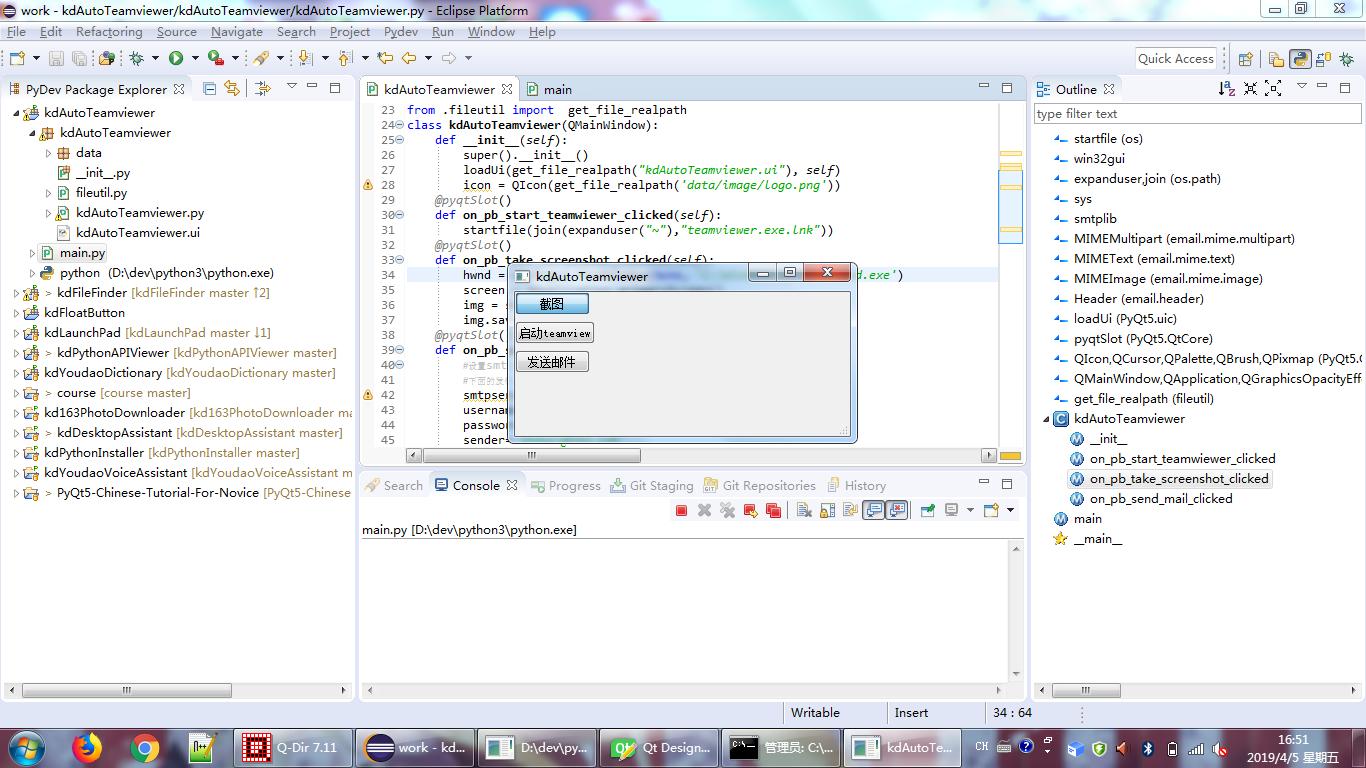 work - kdAutoTeamviewer/kdAutoTeamviewer/kdAutoTeamviewer.py - Eclipse Platform
File Edit Refactoring Source Navigate Search Project Pydev Run Window Help
Quick Access
PyDev Package Explorer
kdAutoTeamviewer
kdAutoTeamviewer
data
__init__.py
fileutil.py
kdAutoTeamviewer.py
kdAutoTeamviewer.ui
main.py
python (D:\dev\python3\python.exe)
> kdFileFinder [kdFileFinder master ↑2]
kdFloatButton
kdLaunchPad [kdLaunchPad master ↓1]
> kdPythonAPIViewer [kdPythonAPIViewer master]
kdYoudaoDictionary [kdYoudaoDictionary master]
> course [course master]
kd163PhotoDownloader [kd163PhotoDownloader ma
> kdDesktopAssistant [kdDesktopAssistant master]
kdPythonInstaller [kdPythonInstaller master]
kdYoudaoVoiceAssistant [kdYoudaoVoiceAssistant m
> PyQt5-Chinese-Tutorial-For-Novice [PyQt5-Chinese
kdAutoTeamviewer main
23 from .fileutil import get_file_realpath
24 class kdAutoTeamviewer(QMainWindow):
25 def __init__(self):
26 super().__init__()
27 loadUi(get_file_realpath("kdAutoTeamviewer.ui"), self)
28 icon = QIcon(get_file_realpath('data/image/logo.png'))
29 @pyqtSlot()
30 def on_pb_start_teamwiewer_clicked(self):
31 startfile(join(expanduser("~"),"teamviewer.exe.lnk"))
32 @pyqtSlot()
33 def on_pb_take_screenshot_clicked(self):
34 hwnd = d.exe')
35 screen
36 img = s
37 img.sav
38 @pyqtSlot(
39 def on_pb_s
40 #设置smt
41 #下面的发
42 smtpser
43 usernam
44 passwor
45 sender=
kdAutoTeamviewer
截图
启动teamview
发送邮件
Search Console Progress Git Staging Git Repositories History
main.py [D:\dev\python3\python.exe]
Outline
type filter text
startfile (os)
win32gui
expanduser,join (os.path)
sys
smtplib
MIMEMultipart (email.mime.multipart)
MIMEText (email.mime.text)
MIMEImage (email.mime.image)
Header (email.header)
loadUi (PyQt5.uic)
pyqtSlot (PyQt5.QtCore)
QIcon,QCursor,QPalette,QBrush,QPixmap (PyQt5.G
QMainWindow,QApplication,QGraphicsOpacityEffe
get_file_realpath (fileutil)
kdAutoTeamviewer
__init__
on_pb_start_teamwiewer_clicked
on_pb_take_screenshot_clicked
on_pb_send_mail_clicked
main
__main__
Writable Insert 34 : 64
Q-Dir 7.11 work - kd... D:\dev\py... Qt Design... 管理员: C:\... kdAutoTe... CH 16:51
2019/4/5 星期五